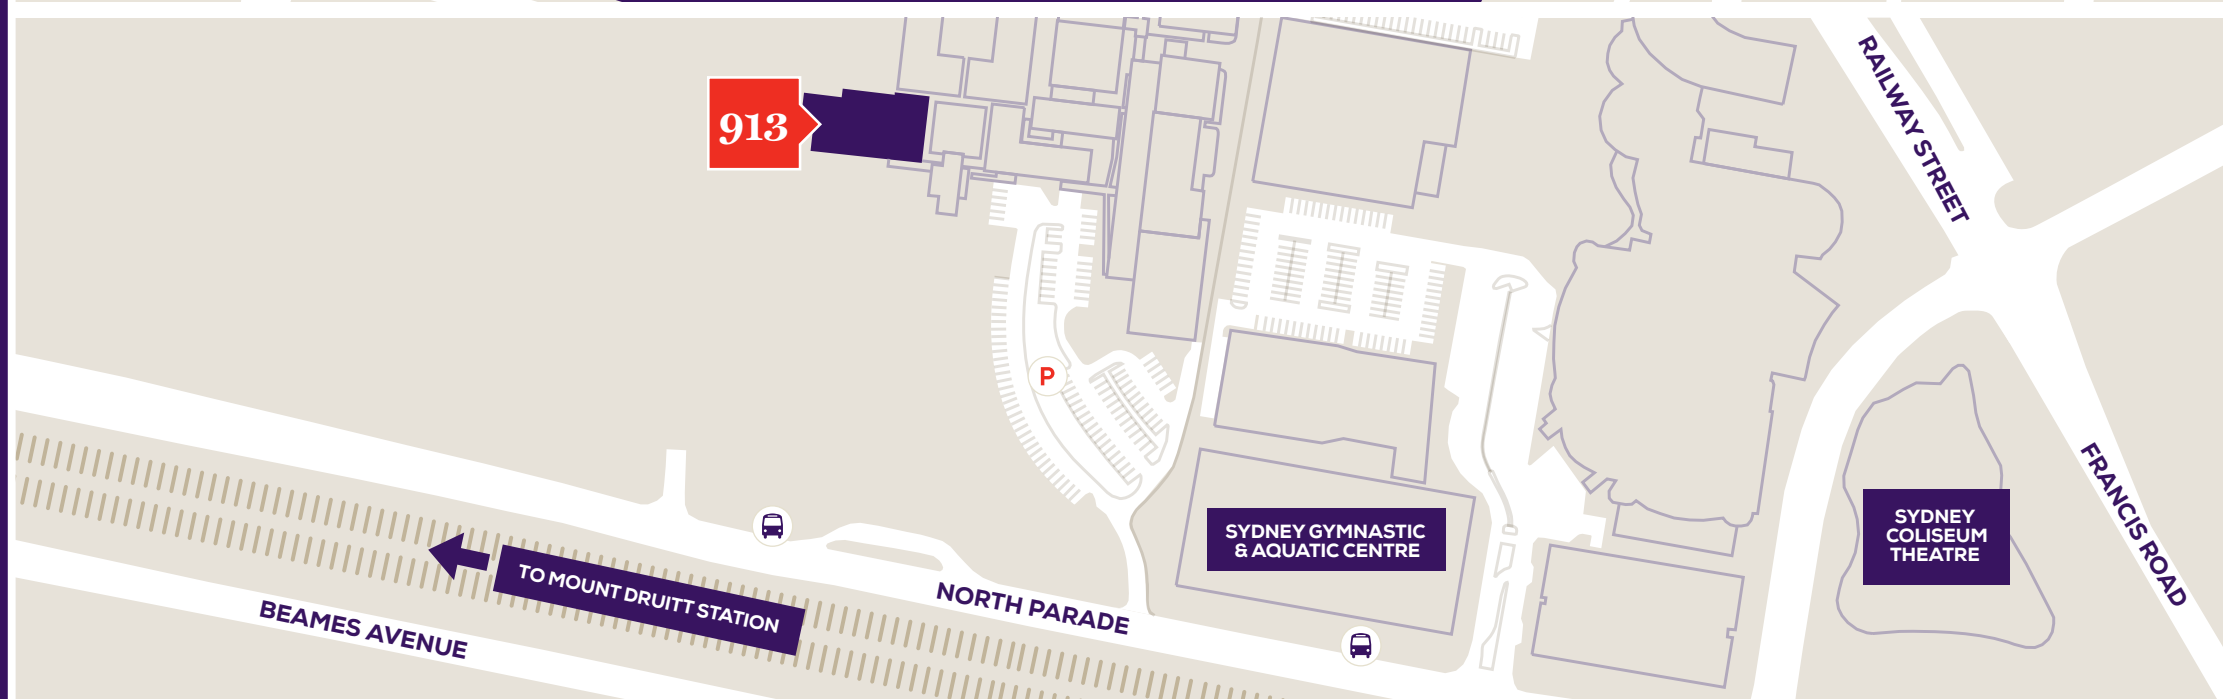 RAILWAY STREET
913
P
FRANCIS ROAD
SYDNEY GYMNASTIC
& AQUATIC CENTRE
SYDNEY
COLISEUM
THEATRE
TO MOUNT DRUITT STATION
NORTH PARADE
BEAMES AVENUE